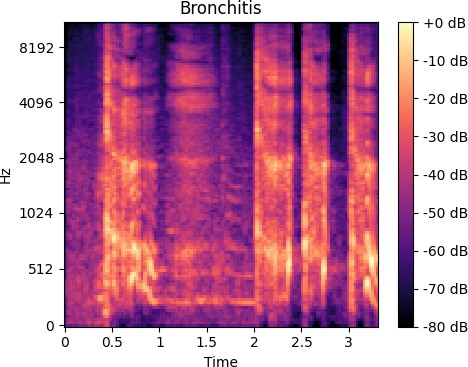 Bronchitis
8192
4096
2048
1024
512
0
Hz
0 0.5 1 1.5 2 2.5 3
Time
+0 dB
-10 dB
-20 dB
-30 dB
-40 dB
-50 dB
-60 dB
-70 dB
-80 dB